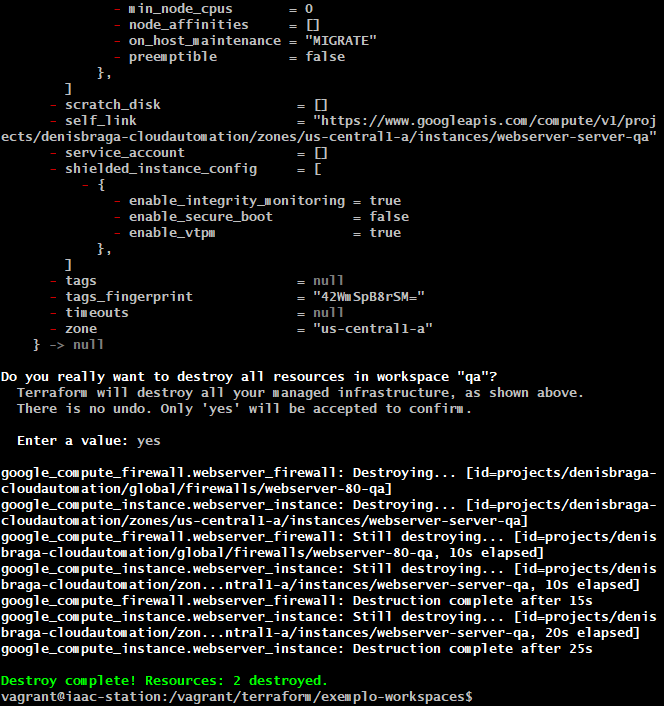 - min_node_cpus       = 0
              - node_affinities     = []
              - on_host_maintenance = "MIGRATE"
              - preemptible         = false
            },
        ]
      - scratch_disk                 = []
      - self_link                    = "https://www.googleapis.com/compute/v1/proj
ects/denisbraga-cloudautomation/zones/us-central1-a/instances/webserver-server-qa"
      - service_account              = []
      - shielded_instance_config     = [
          - {
              - enable_integrity_monitoring = true
              - enable_secure_boot          = false
              - enable_vtpm                 = true
            },
        ]
      - tags                         = null
      - tags_fingerprint             = "42WmSpB8rSM="
      - timeouts                     = null
      - zone                         = "us-central1-a"
    } -> null

Do you really want to destroy all resources in workspace "qa"?
  Terraform will destroy all your managed infrastructure, as shown above.
  There is no undo. Only 'yes' will be accepted to confirm.

  Enter a value: yes

google_compute_firewall.webserver_firewall: Destroying... [id=projects/denisbraga-
cloudautomation/global/firewalls/webserver-80-qa]
google_compute_instance.webserver_instance: Destroying... [id=projects/denisbraga-
cloudautomation/zones/us-central1-a/instances/webserver-server-qa]
google_compute_firewall.webserver_firewall: Still destroying... [id=projects/denis
braga-cloudautomation/global/firewalls/webserver-80-qa, 10s elapsed]
google_compute_instance.webserver_instance: Still destroying... [id=projects/denis
braga-cloudautomation/zon...ntral1-a/instances/webserver-server-qa, 10s elapsed]
google_compute_firewall.webserver_firewall: Destruction complete after 15s
google_compute_instance.webserver_instance: Still destroying... [id=projects/denis
braga-cloudautomation/zon...ntral1-a/instances/webserver-server-qa, 20s elapsed]
google_compute_instance.webserver_instance: Destruction complete after 25s

Destroy complete! Resources: 2 destroyed.
vagrant@iaac-station:/vagrant/terraform/exemplo-workspaces$